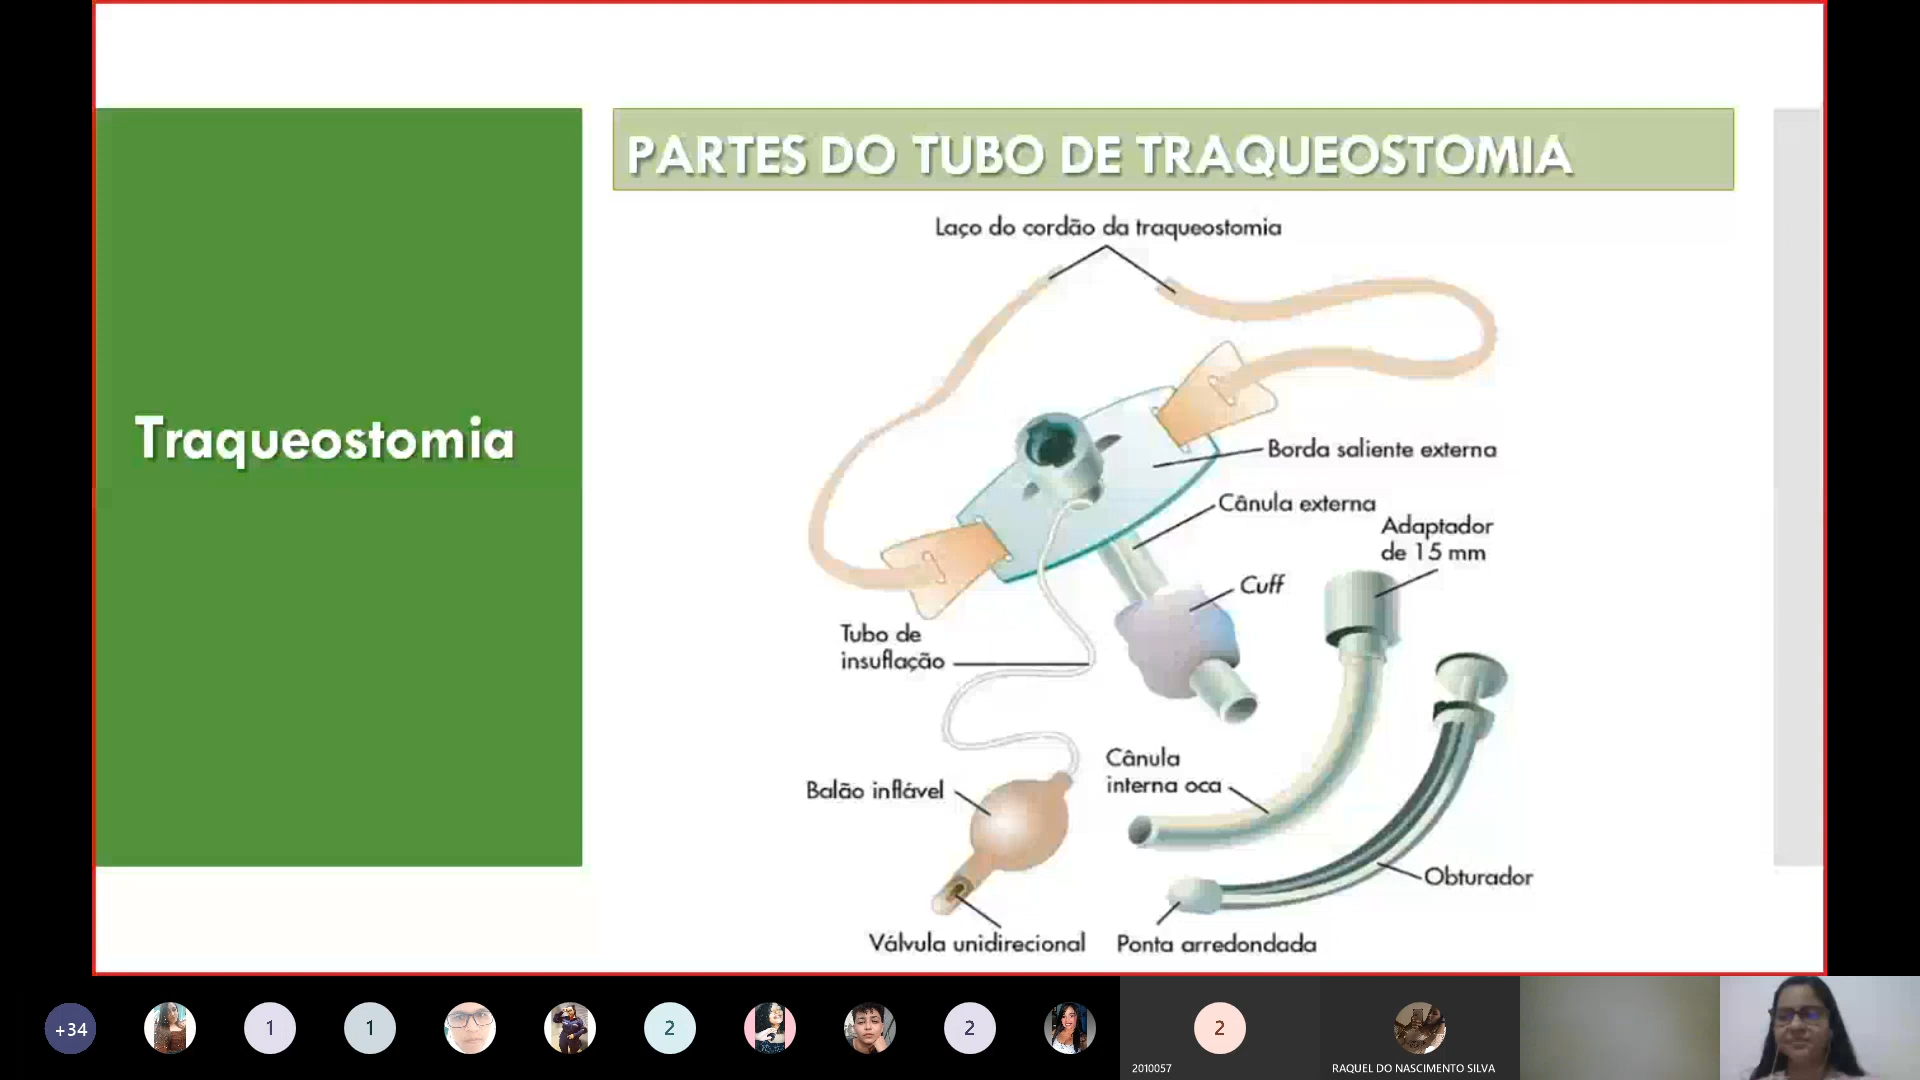 PARTES DO TUBO DE TRAQUEOSTOMIA
Traqueostomia
Laço do cordão da traqueostomia
Borda saliente externa
Cânula externa
Adaptador
de 15 mm
Cuff
Tubo de
insuflação
Cânula
interna oca
Balão inflável
Obturador
Válvula unidirecional
Ponta arredondada
+34
1
1
2
2
2
2010057
RAQUEL DO NASCIMENTO SILVA